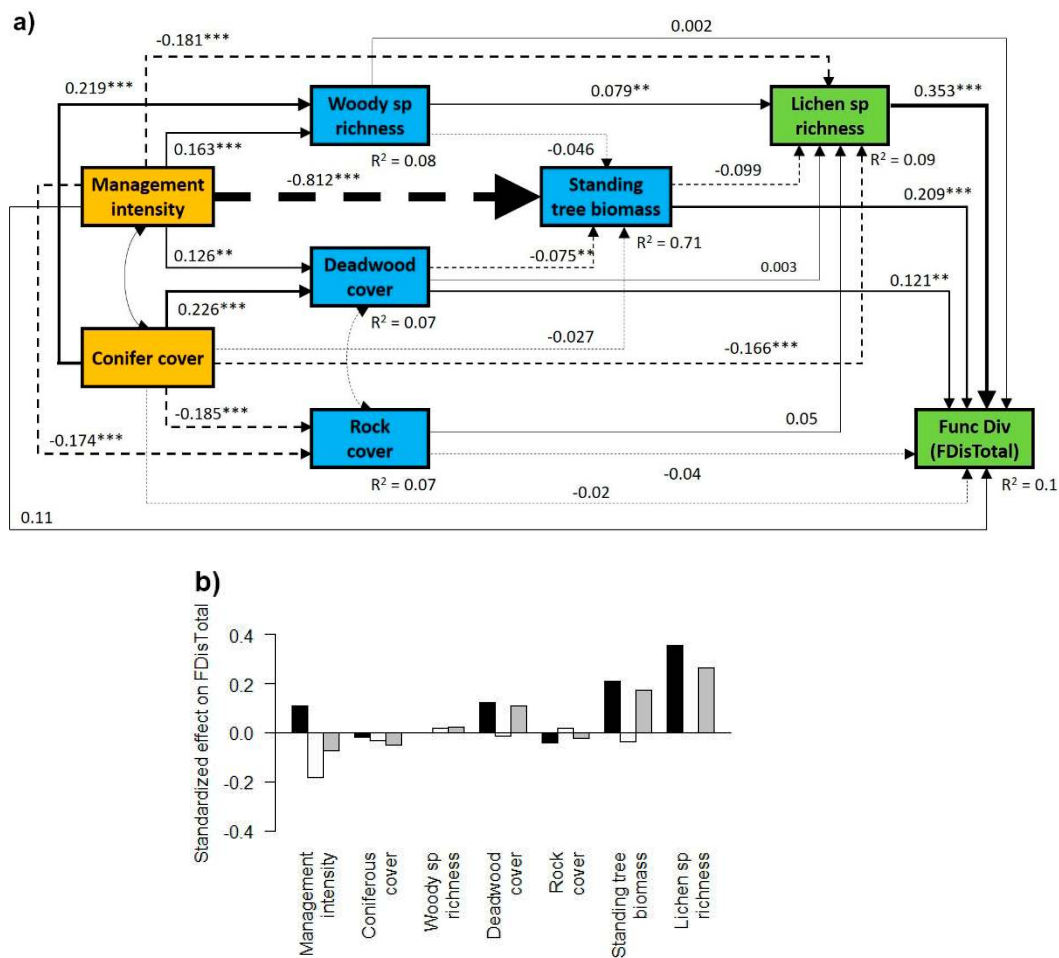 a)
-0.181***
0.002
0.219***
Woody sp
richness
0.079**
Lichen sp
richness
0.353***
0.163***
R² = 0.08
-0.046
R² = 0.09
Management
intensity
-0.812***
Standing
tree biomass
-0.099
0.209***
R² = 0.71
0.126**
Deadwood
cover
-0.075**
0.003
0.121**
0.226***
R² = 0.07
Conifer cover
-0.027
-0.166***
-0.185***
-0.174***
Rock
cover
0.05
Func Div
(FDisTotal)
R² = 0.07
-0.04
-0.02
R² = 0.1
0.11
b)
Standardized effect on FDisTotal
0.4
0.2
0.0
-0.2
-0.4
Management
intensity
Coniferous
cover
Woody sp
richness
Deadwood
cover
Rock
cover
Standing tree
biomass
Lichen sp
richness